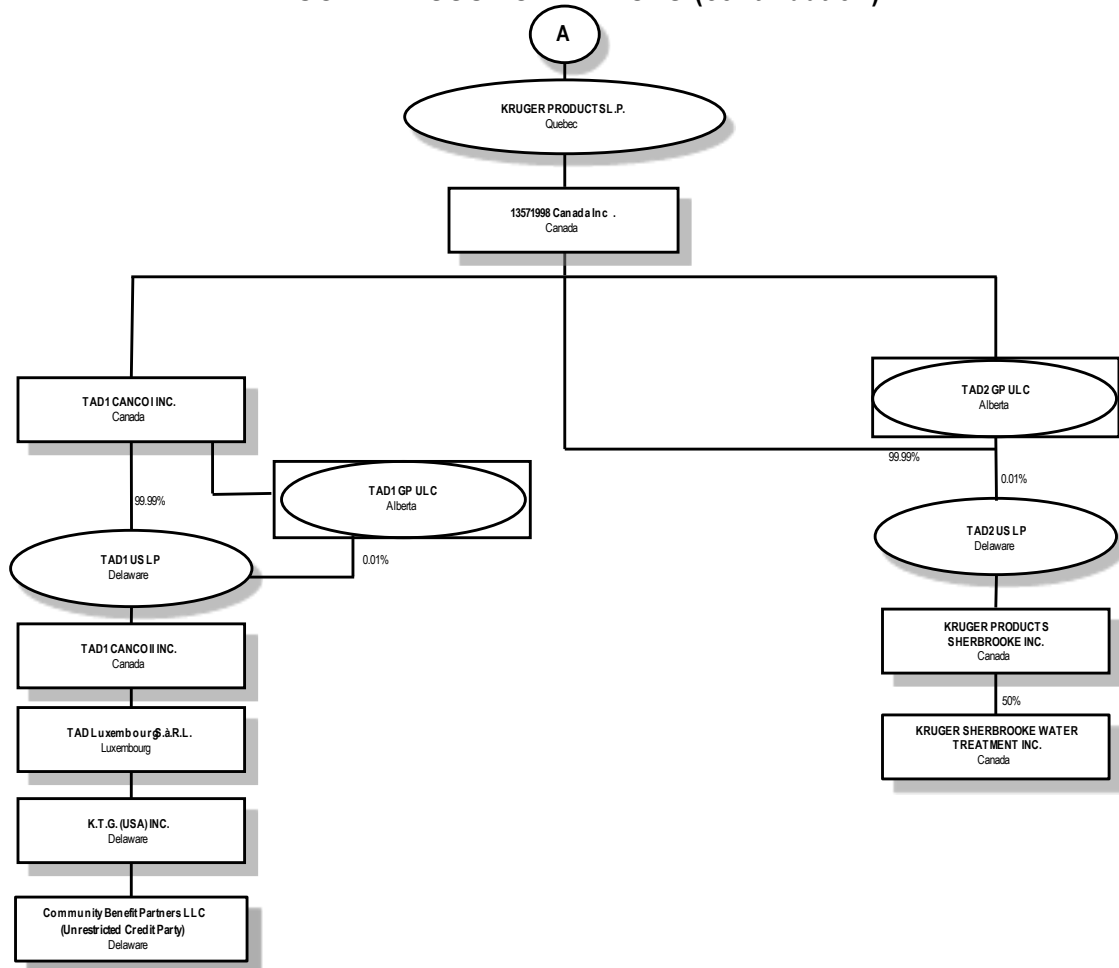 A
KRUGER PRODUCTS L.P.
Quebec
13571998 Canada Inc .
Canada
TAD1 CANCO I INC.
Canada
TAD2 GP ULC
Alberta
99.99%
0.01%
99.99%
TAD1 GP ULC
Alberta
0.01%
TAD1 US LP
Delaware
TAD2 US LP
Delaware
TAD1 CANCO II INC.
Canada
KRUGER PRODUCTS
SHERBROOKE INC.
Canada
50%
TAD Luxembourg S.à.R.L.
Luxembourg
KRUGER SHERBROOKE WATER
TREATMENT INC.
Canada
K.T.G. (USA) INC.
Delaware
Community Benefit Partners LLC
(Unrestricted Credit Party)
Delaware